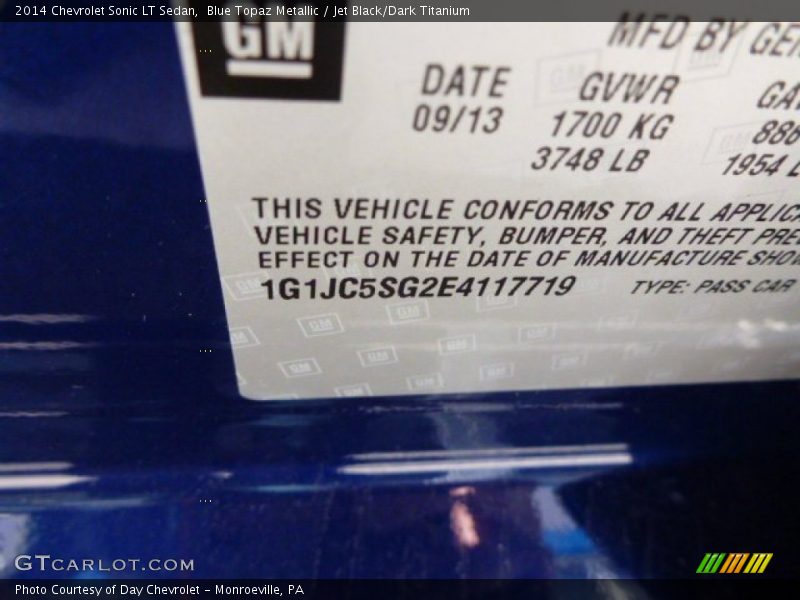 2014 Chevrolet Sonic LT Sedan,  Blue Topaz Metallic / Jet Black/Dark Titanium
GM
MFD BY
DATE GVWR
09/13 1700 KG 886
3748 LB 1954
THIS VEHICLE CONFORMS TO ALL
VEHICLE SAFETY, BUMPER, AND THEFT
EFFECT ON THE DATE OF MANUFACTURE
1G1JC5SG2E4117719 TYPE: PASS CAR
GTCARLOT.COM
Photo Courtesy of Day Chevrolet - Monroeville, PA